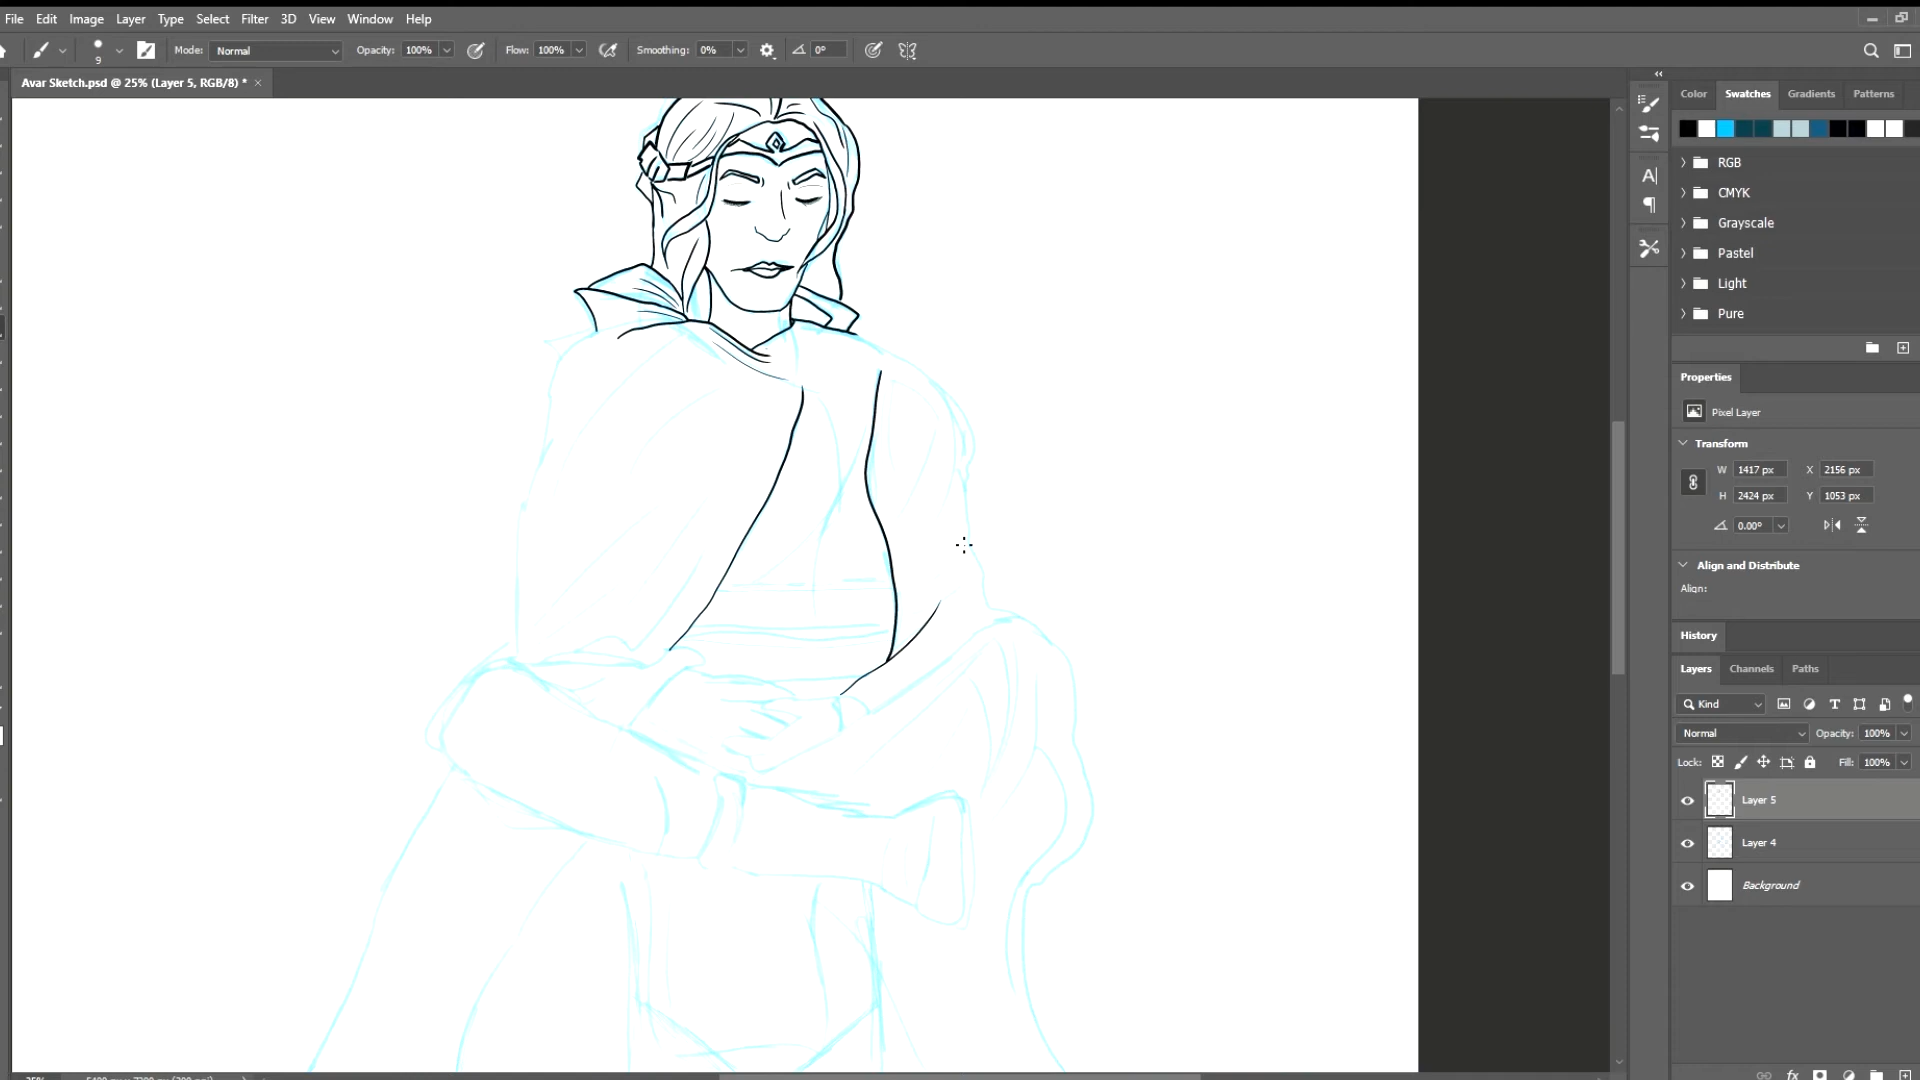 File Edit Image Layer Type Select Filter 3D View Window Help
9 Mode: Normal Opacity: 100% Flow: 100% Smoothing: 0% 0°
Avar Sketch.psd @ 25% (Layer 5, RGB/8) * ×
Color Swatches Gradients Patterns
RGB
CMYK
Grayscale
Pastel
Light
Pure
Properties
Pixel Layer
Transform
W 1417 px X 2156 px
H 2424 px Y 1053 px
0.00°
Align and Distribute
Align:
History
Layers Channels Paths
Kind
Normal Opacity: 100%
Lock: Fill: 100%
Layer 5
Layer 4
Background
fx